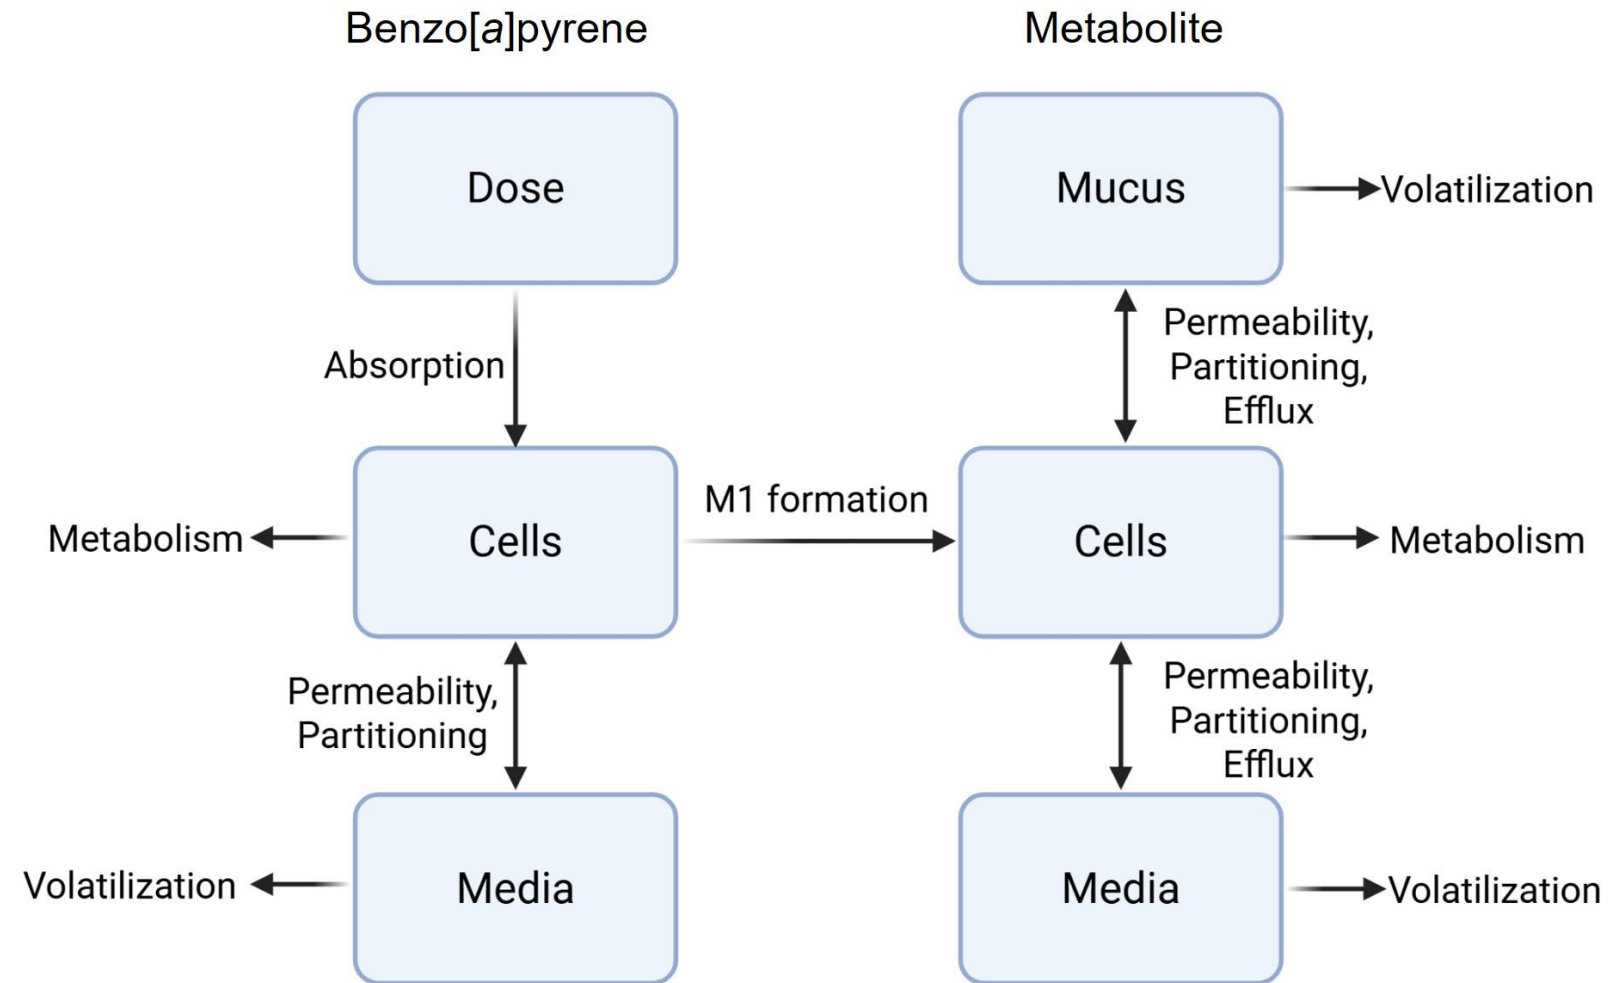 Benzo[a]pyrene
Metabolite
Dose
Mucus
Volatilization
Absorption
Permeability,
Partitioning,
Efflux
Metabolism
Cells
M1 formation
Cells
Metabolism
Permeability,
Partitioning
Permeability,
Partitioning,
Efflux
Volatilization
Media
Media
Volatilization